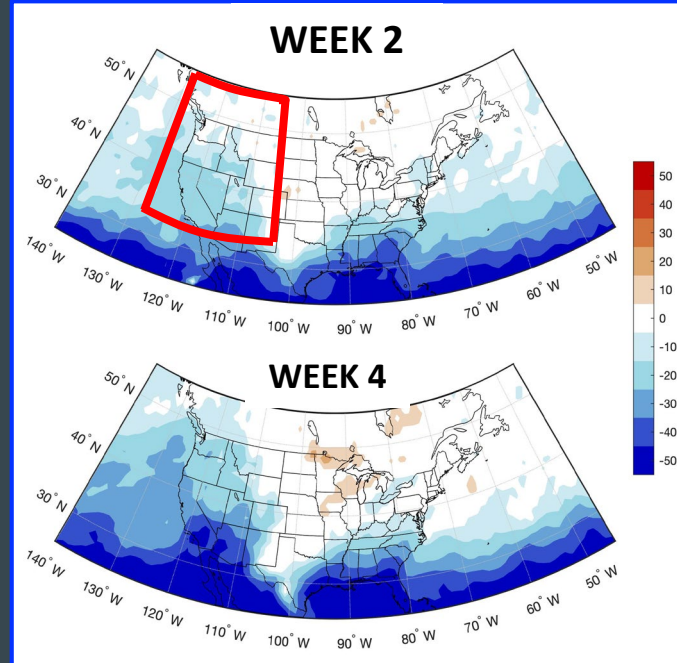 WEEK 2
50° N
40° N
30° N
140° W
130° W
120° W
110° W
100° W
90° W
80° W
70° W
60° W
50° W
50
40
30
20
10
0
-10
-20
-30
-40
-50
WEEK 4
50° N
40° N
30° N
140° W
130° W
120° W
110° W
100° W
90° W
80° W
70° W
60° W
50° W